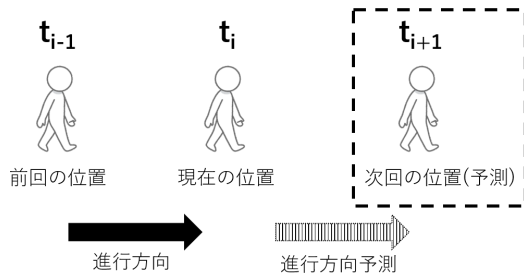 t_{i-1}
t_i
t_{i+1}
前回の位置
現在の位置
次回の位置(予測)
進行方向
進行方向予測